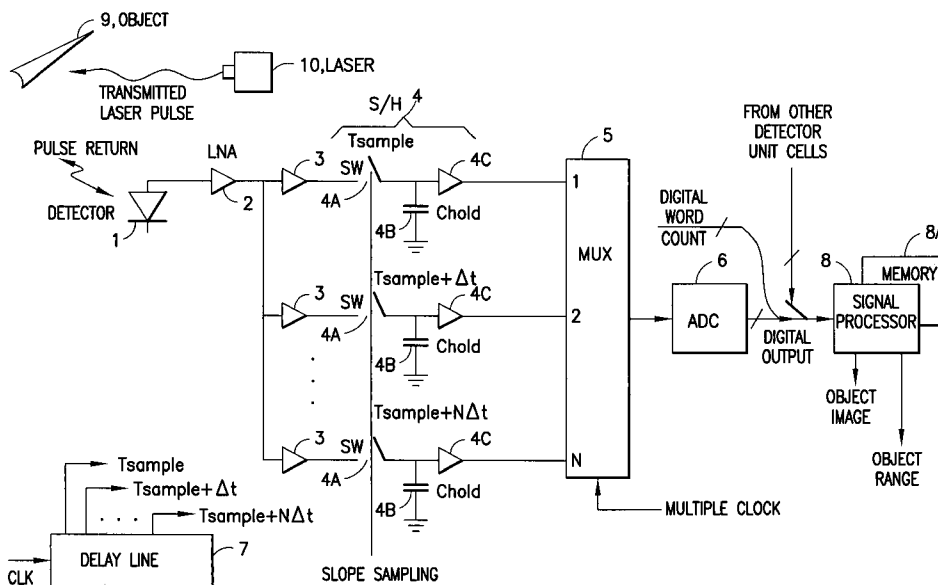 9, OBJECT
10, LASER
TRANSMITTED
LASER PULSE
S/H 4
Tsample
PULSE RETURN
LNA
3
SW
4C
5
FROM OTHER
DETECTOR
UNIT CELLS
DETECTOR
1
2
4A
4B
Chold
1
DIGITAL
WORD
COUNT
MUX
6
8
8A
MEMORY
Tsample+Δt
3
SW
4C
4A
4B
Chold
2
ADC
DIGITAL
OUTPUT
SIGNAL
PROCESSOR
. . .
OBJECT
IMAGE
Tsample+NΔt
3
SW
4C
4A
4B
Chold
N
OBJECT
RANGE
Tsample
Tsample+Δt
. . . .
Tsample+NΔt
MULTIPLE CLOCK
7
DELAY LINE
CLK
SLOPE SAMPLING